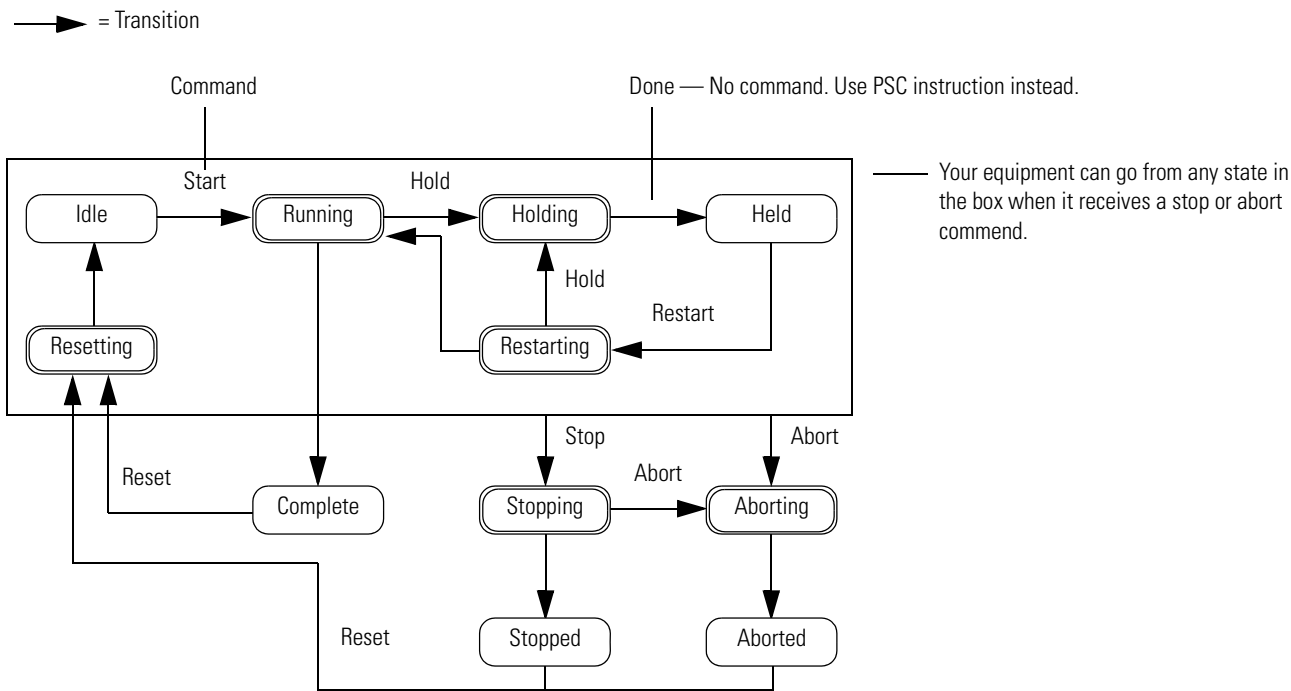 = Transition
Command
Done — No command. Use PSC instruction instead.
Your equipment can go from any state in
the box when it receives a stop or abort
commend.
Start
Hold
Idle
Running
Holding
Held
Hold
Restart
Resetting
Restarting
Stop
Abort
Reset
Abort
Complete
Stopping
Aborting
Reset
Stopped
Aborted